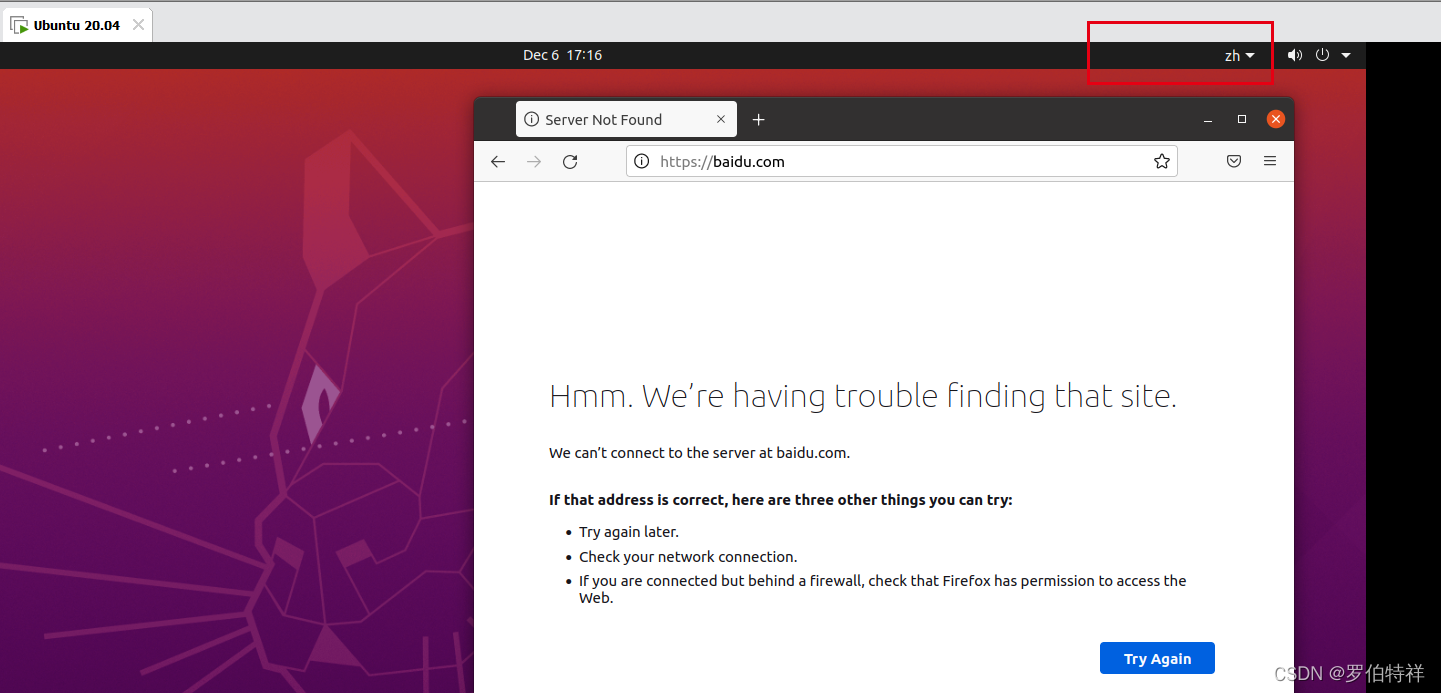 Ubuntu 20.04
Dec 6 17:16
zh
Server Not Found
https://baidu.com
Hmm. We’re having trouble finding that site.
We can’t connect to the server at baidu.com.
If that address is correct, here are three other things you can try:
• Try again later.
• Check your network connection.
• If you are connected but behind a firewall, check that Firefox has permission to access the
Web.
Try Again
CSDN @罗伯特祥